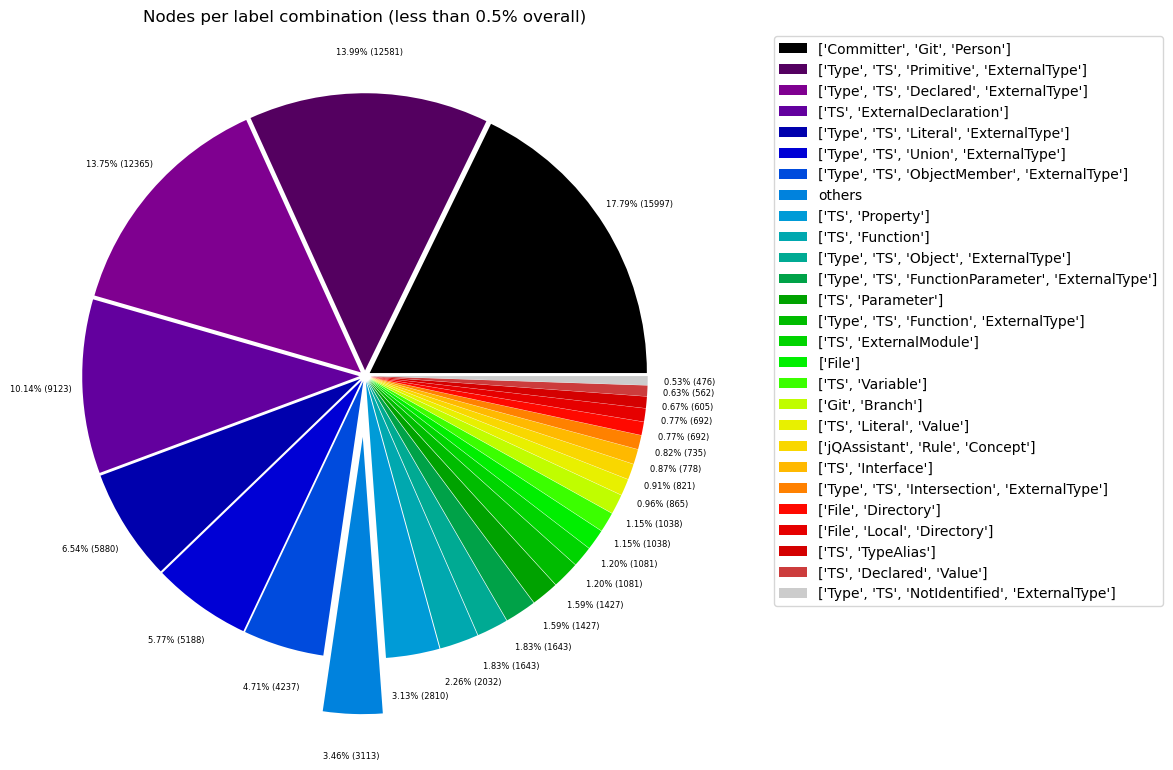 Nodes per label combination (less than 0.5% overall)
13.99% (12581)
13.75% (12365)
17.79% (15997)
10.14% (9123)
0.53% (476)
0.63% (562)
0.67% (605)
0.77% (692)
0.77% (692)
0.82% (735)
0.87% (778)
0.91% (821)
0.96% (865)
1.15% (1038)
1.15% (1038)
1.20% (1081)
1.20% (1081)
1.59% (1427)
1.59% (1427)
1.83% (1643)
1.83% (1643)
2.26% (2032)
3.13% (2810)
3.46% (3113)
4.71% (4237)
5.77% (5188)
6.54% (5880)
['Committer', 'Git', 'Person']
['Type', 'TS', 'Primitive', 'ExternalType']
['Type', 'TS', 'Declared', 'ExternalType']
['TS', 'ExternalDeclaration']
['Type', 'TS', 'Literal', 'ExternalType']
['Type', 'TS', 'Union', 'ExternalType']
['Type', 'TS', 'ObjectMember', 'ExternalType']
others
['TS', 'Property']
['TS', 'Function']
['Type', 'TS', 'Object', 'ExternalType']
['Type', 'TS', 'FunctionParameter', 'ExternalType']
['TS', 'Parameter']
['Type', 'TS', 'Function', 'ExternalType']
['TS', 'ExternalModule']
['File']
['TS', 'Variable']
['Git', 'Branch']
['TS', 'Literal', 'Value']
['jQAssistant', 'Rule', 'Concept']
['TS', 'Interface']
['Type', 'TS', 'Intersection', 'ExternalType']
['File', 'Directory']
['File', 'Local', 'Directory']
['TS', 'TypeAlias']
['TS', 'Declared', 'Value']
['Type', 'TS', 'NotIdentified', 'ExternalType']